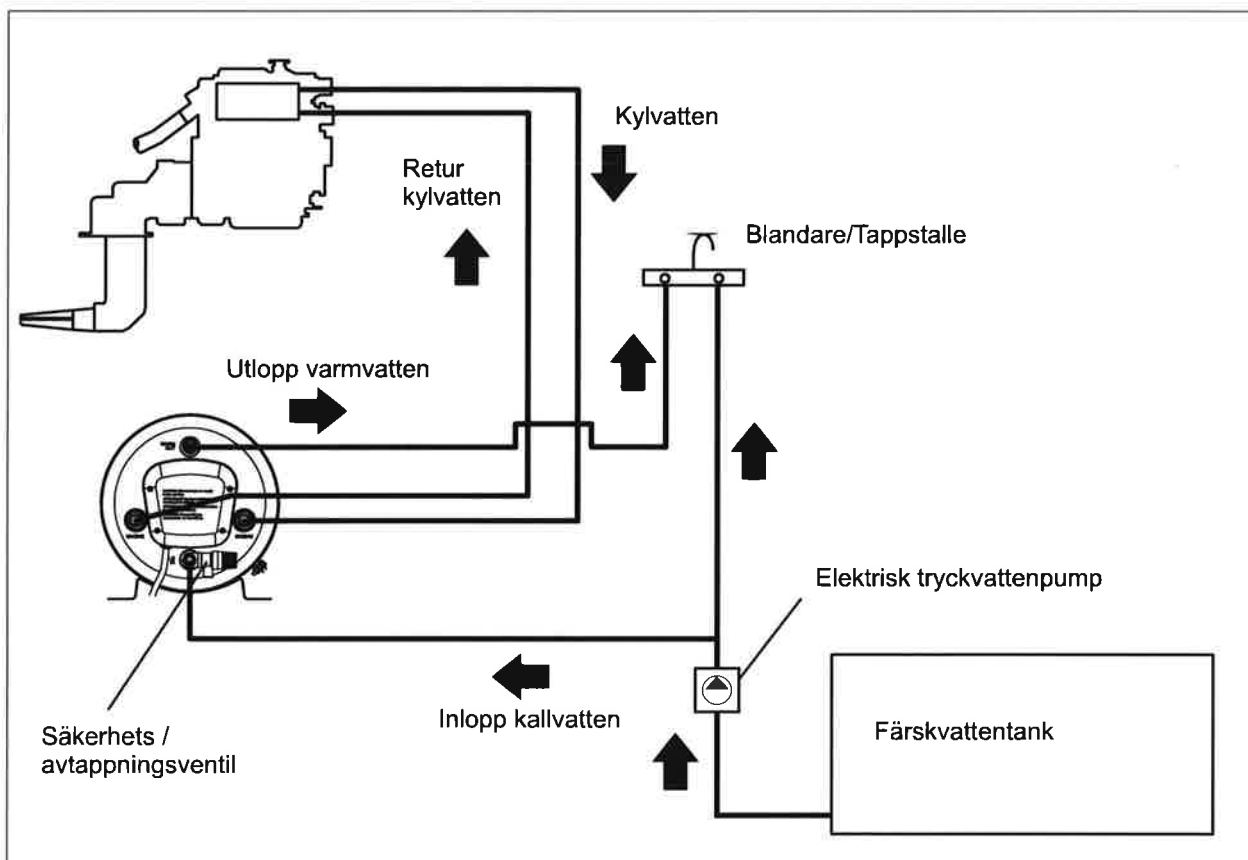 Kylvatten
Retur
kylvatten
Blandare/Tappstalle
Utlopp varmvatten
Elektrisk tryckvattenpump
Inlopp kallvatten
Färskvattentank
Säkerhets /
avtappningsventil